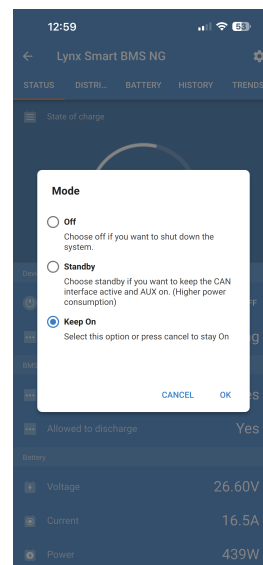 12:59
53
Lynx Smart BMS NG
STATUS DISTRI... BATTERY HISTORY TRENDS
State of charge
Mode
Off
Choose off if you want to shut down the
system.
Standby
Choose standby if you want to keep the CAN
interface active and AUX on. (Higher power
consumption)
Keep On
Select this option or press cancel to stay On
CANCEL OK
BMS
Allowed to discharge Yes
Battery
Voltage 26.60V
Current 16.5A
Power 439W